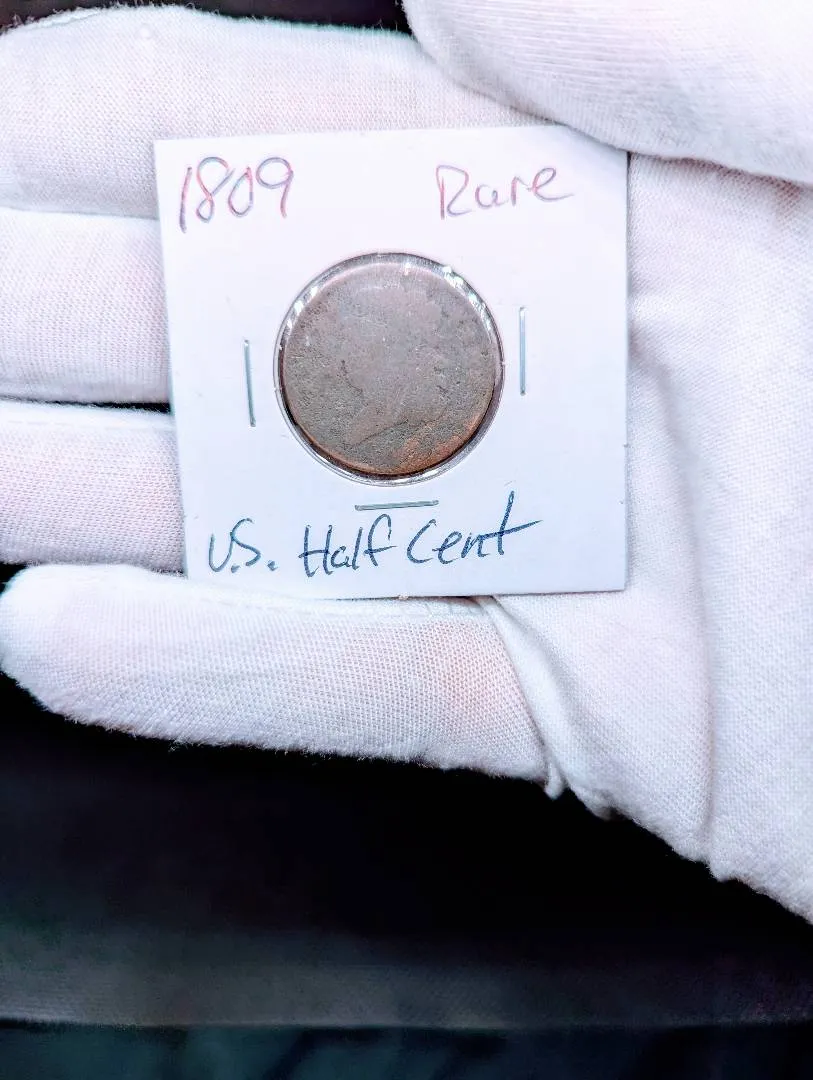 1809 Rare
U.S. Half Cent